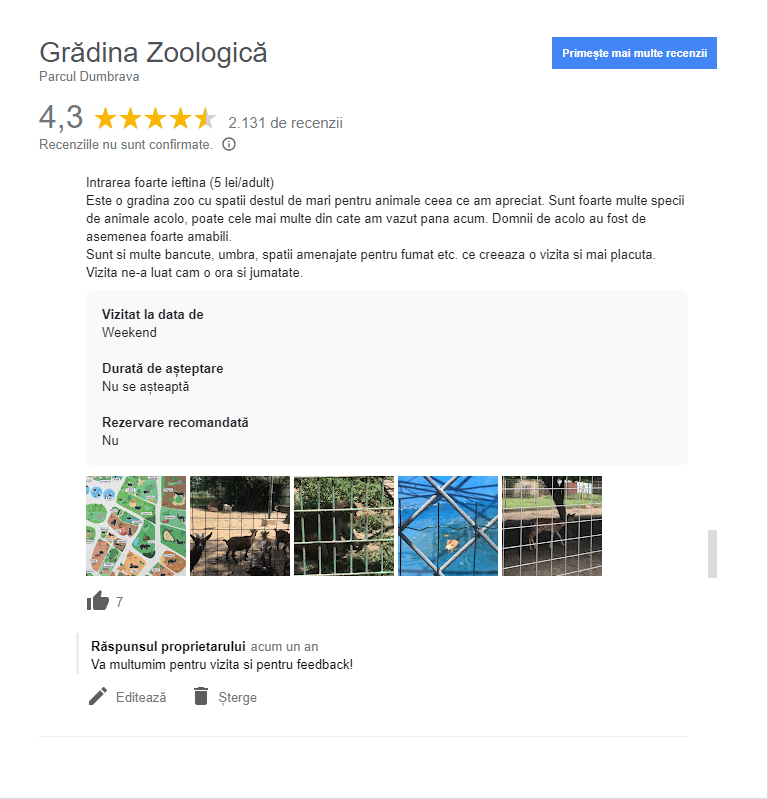 Grădina Zoologică
Primește mai multe recenzii
Parcul Dumbrava
4,3
2.131 de recenzii
Recenziile nu sunt confirmate.
Intrarea foarte ieftina (5 lei/adult)
Este o gradina zoo cu spatii destul de mari pentru animale ceea ce am apreciat. Sunt foarte multe specii
de animale acolo, poate cele mai multe din cate am vazut pana acum. Domnii de acolo au fost de
asemenea foarte amabili.
Sunt si multe bancute, umbra, spatii amenajate pentru fumat etc. ce creeaza o vizita si mai placuta.
Vizita ne-a luat cam o ora si jumatate.
Vizitat la data de
Weekend
Durată de așteptare
Nu se așteaptă
Rezervare recomandată
Nu
7
Răspunsul proprietarului acum un an
Va multumim pentru vizita si pentru feedback!
Editează
Șterge